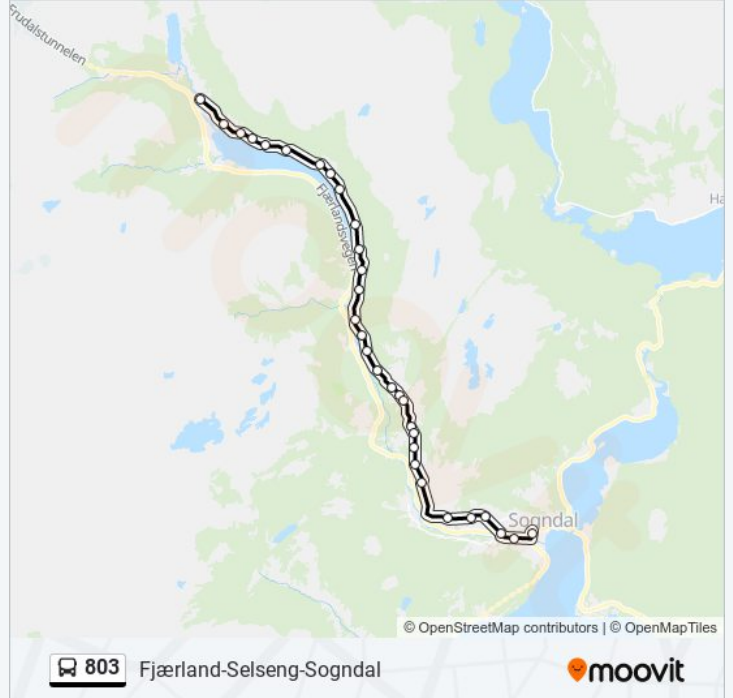 Frudalstunnelen
Fjærlandsvegen
Ha
Sogndal
© OpenStreetMap contributors | © OpenMapTiles
803 Fjærland-Selseng-Sogndal
moovit